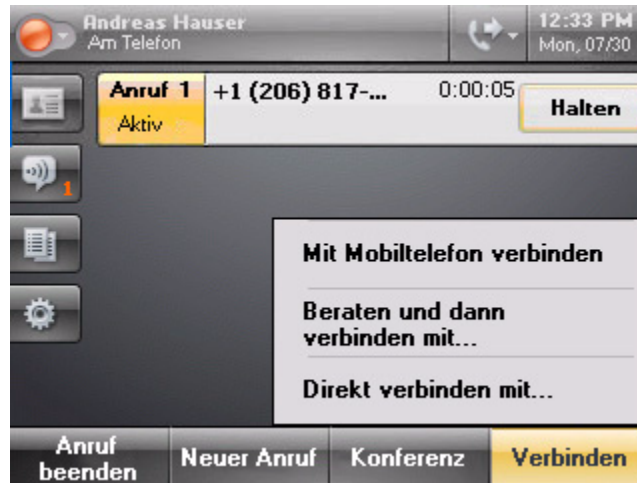 Andreas Hauser
Am Telefon
12:33 PM
Mon, 07/30
Anruf 1
Aktiv
+1 (206) 817-...
0:00:05
Halten
1
Mit Mobiltelefon verbinden
Beraten und dann
verbinden mit...
Direkt verbinden mit...
Anruf
beenden
Neuer Anruf
Konferenz
Verbinden